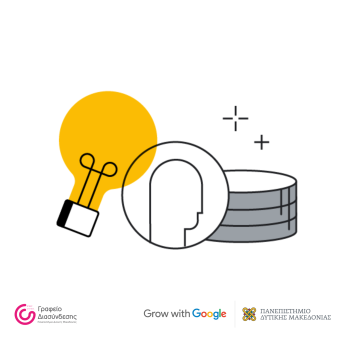 Γραφείο
Διασύνδεσης
Grow with Google
ΠΑΝΕΠΙΣΤΗΜΙΟ
ΔΥΤΙΚΗΣ ΜΑΚΕΔΟΝΙΑΣ